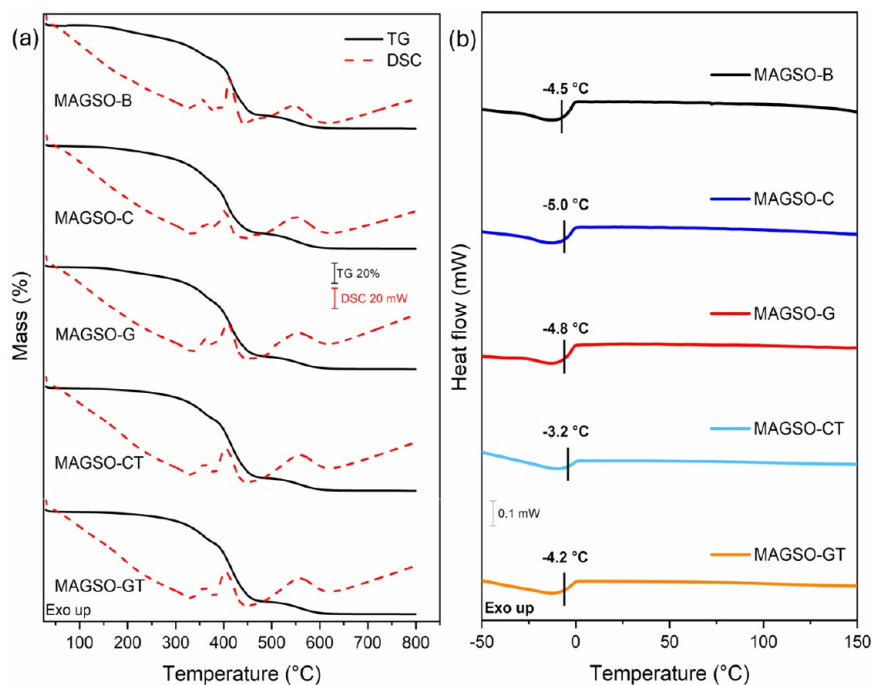 (a)
TG
DSC
MAGSO-B
MAGSO-C
TG 20%
DSC 20 mW
MAGSO-G
MAGSO-CT
MAGSO-GT
Exo up
Mass (%)
100 200 300 400 500 600 700 800
Temperature (°C)
(b)
MAGSO-B
-4.5 °C
MAGSO-C
-5.0 °C
MAGSO-G
-4.8 °C
MAGSO-CT
-3.2 °C
0.1 mW
MAGSO-GT
-4.2 °C
Exo up
Heat flow (mW)
-50 0 50 100 150
Temperature (°C)